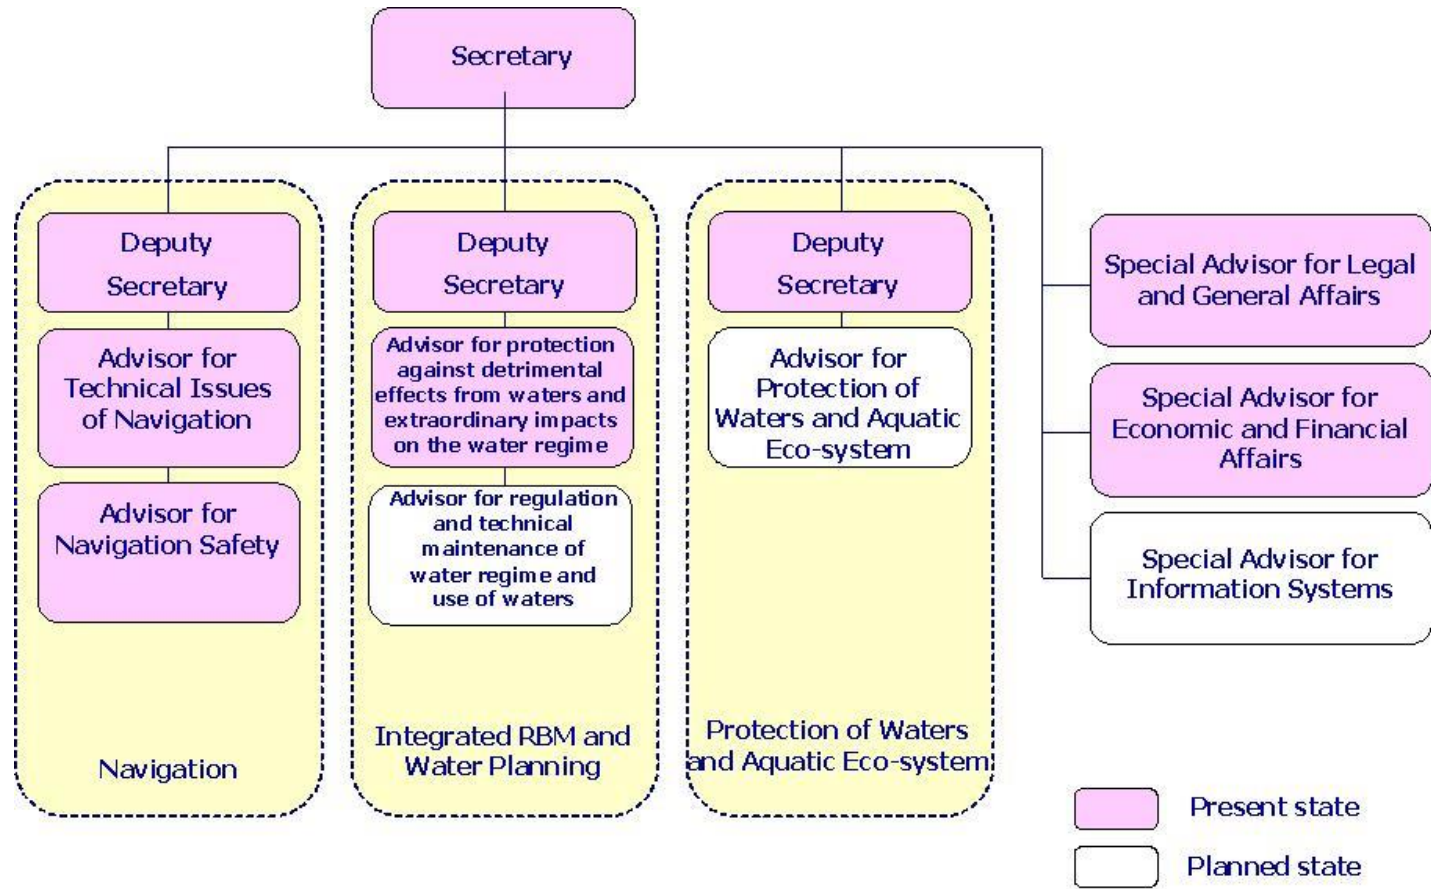 Secretary
Deputy
Secretary
Advisor for
Technical Issues
of Navigation
Advisor for
Navigation Safety
Navigation
Deputy
Secretary
Advisor for protection
against detrimental
effects from waters and
extraordinary impacts
on the water regime
Advisor for regulation
and technical
maintenance of
water regime and
use of waters
Integrated RBM and
Water Planning
Deputy
Secretary
Advisor for
Protection of
Waters and Aquatic
Eco-system
Protection of Waters
and Aquatic Eco-system
Special Advisor for Legal
and General Affairs
Special Advisor for
Economic and Financial
Affairs
Special Advisor for
Information Systems
Present state
Planned state